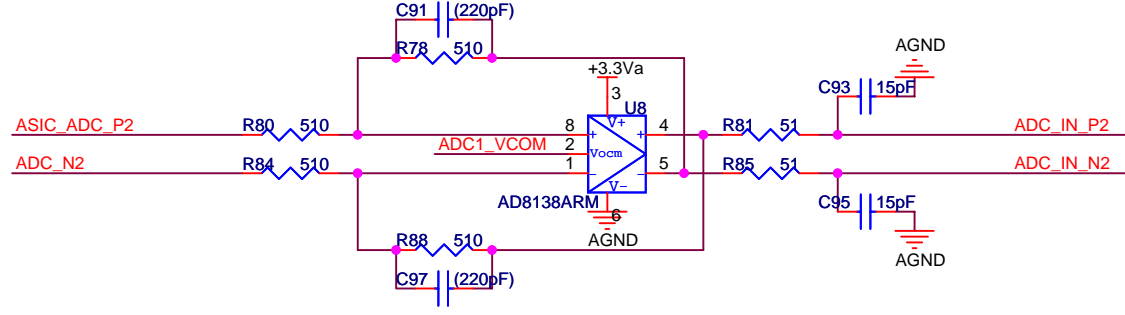 C91 (220pF)
R78 510
AGND
+3.3Va
3
C93 15pF
U8
V+
ASIC_ADC_P2
R80 510
8 + + 4
R81 51
ADC_IN_P2
ADC1_VCOM
2 Vocm
ADC_N2
R84 510
1 - - 5
R85 51
ADC_IN_N2
V-
AD8138ARM
6
AGND
C95 15pF
R88 510
AGND
C97 (220pF)